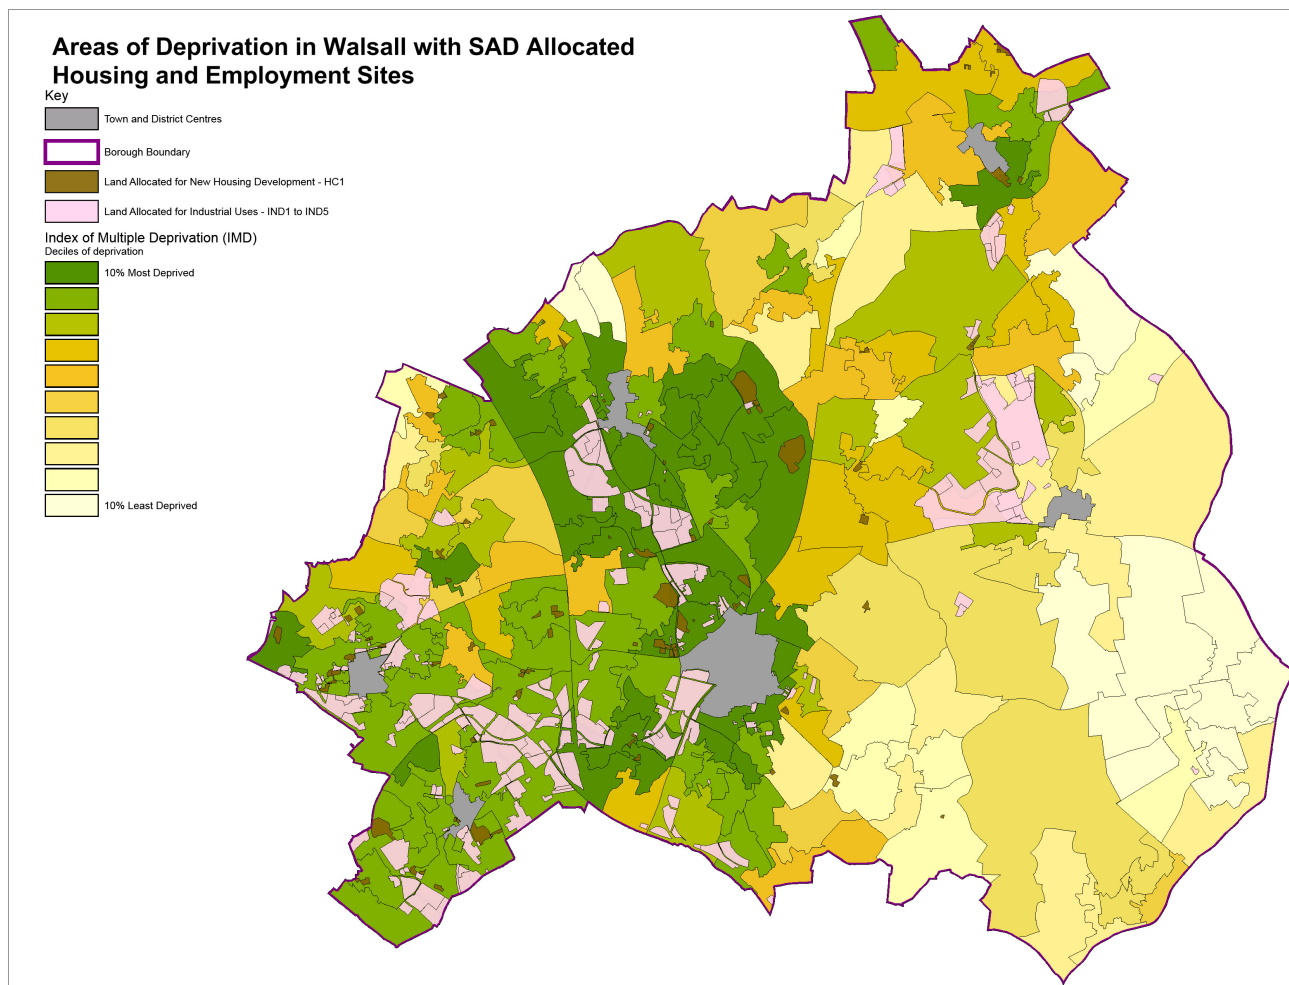 Areas of Deprivation in Walsall with SAD Allocated
Housing and Employment Sites
Key
Town and District Centres
Borough Boundary
Land Allocated for New Housing Development - HC1
Land Allocated for Industrial Uses - IND1 to IND5
Index of Multiple Deprivation (IMD)
Deciles of deprivation
10% Most Deprived
10% Least Deprived